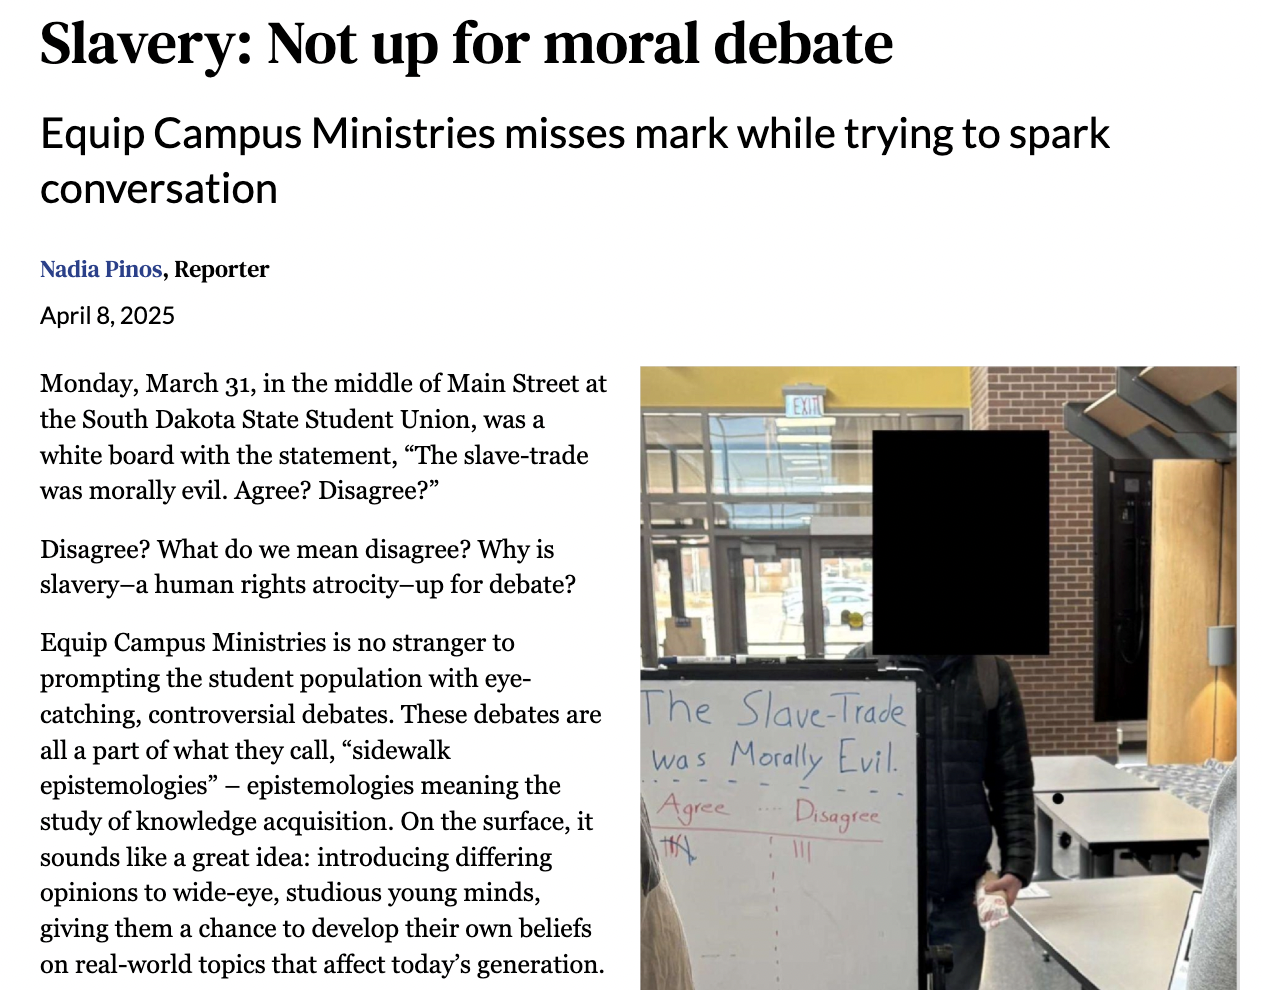 Slavery: Not up for moral debate
Equip Campus Ministries misses mark while trying to spark
conversation
Nadia Pinos, Reporter
April 8, 2025
Monday, March 31, in the middle of Main Street at
the South Dakota State Student Union, was a
white board with the statement, “The slave-trade
was morally evil. Agree? Disagree?”
Disagree? What do we mean disagree? Why is
slavery–a human rights atrocity–up for debate?
Equip Campus Ministries is no stranger to
prompting the student population with eye-
catching, controversial debates. These debates are
all a part of what they call, “sidewalk
epistemologies” – epistemologies meaning the
study of knowledge acquisition. On the surface, it
sounds like a great idea: introducing differing
opinions to wide-eye, studious young minds,
giving them a chance to develop their own beliefs
on real-world topics that affect today’s generation.
EXIT
The Slave-Trade
was Morally Evil.
Agree ---- Disagree